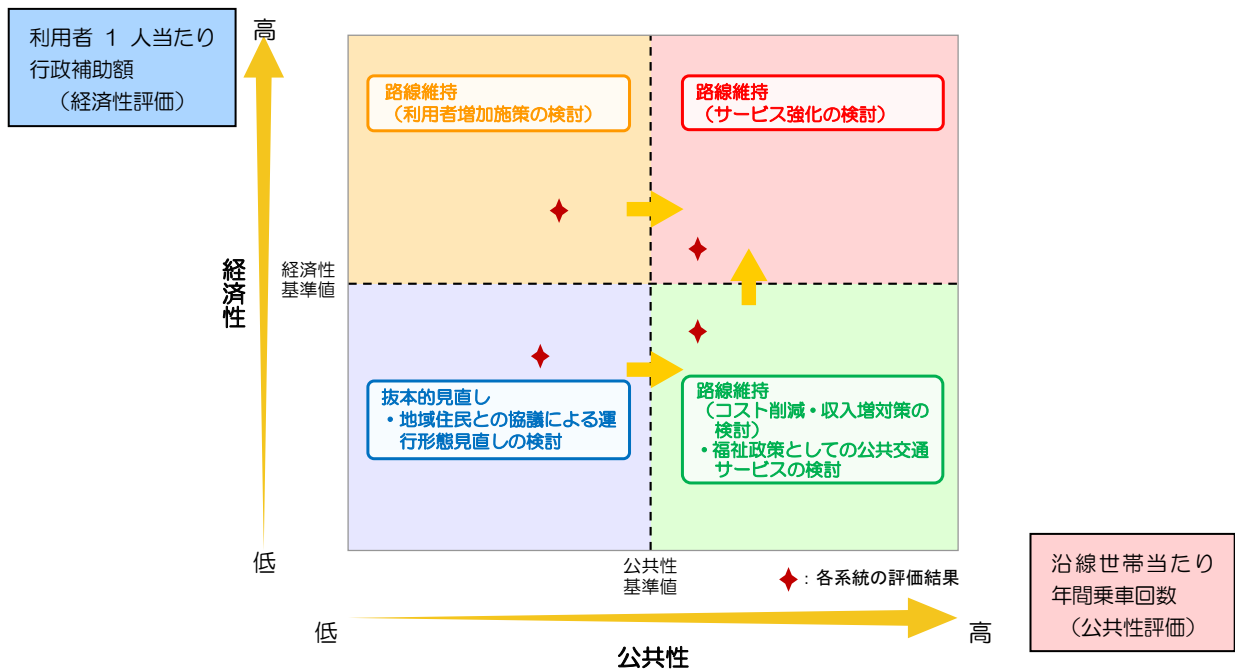 利用者 1 人当たり
行政補助額
（経済性評価）
高
路線維持
（利用者増加施策の検討）
路線維持
（サービス強化の検討）
経済性
経済性
基準値
抜本的見直し
・地域住民との協議による運
行形態見直しの検討
路線維持
（コスト削減・収入増対策の
検討）
・福祉政策としての公共交通
サービスの検討
低
公共性
基準値
：各系統の評価結果
沿線世帯当たり
年間乗車回数
（公共性評価）
低
高
公共性